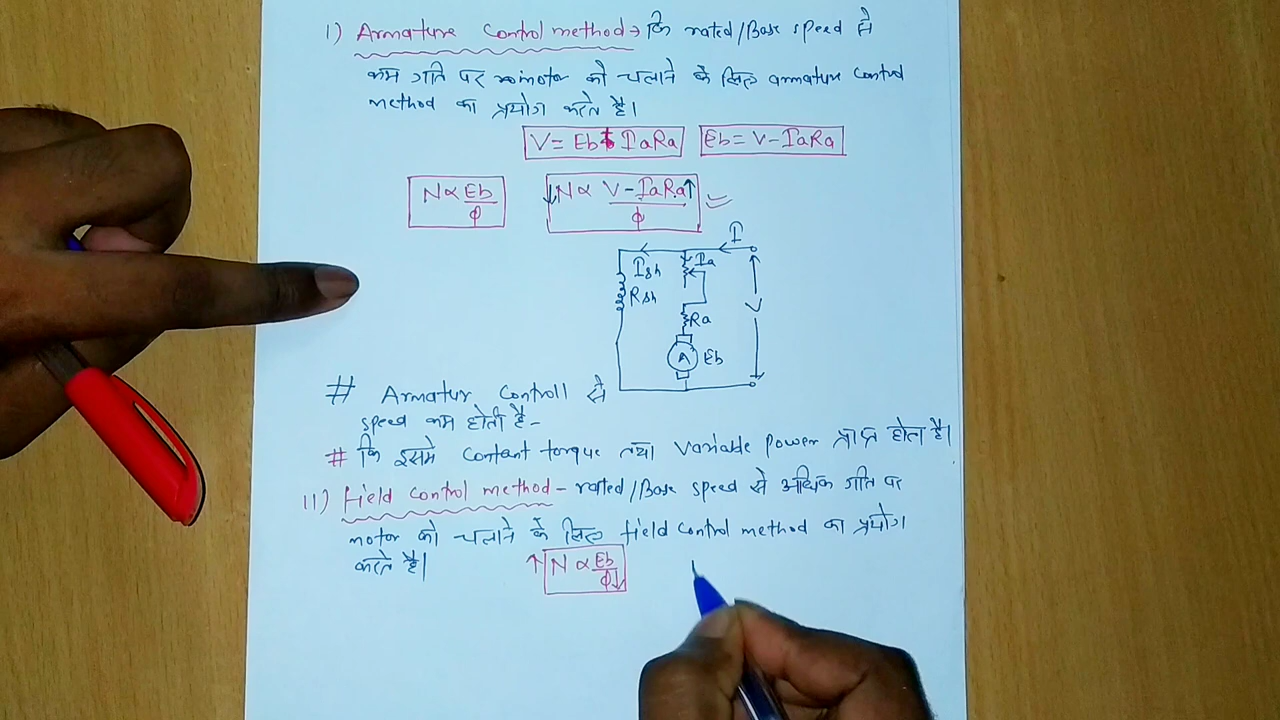 I) Armature Control method → कि rated/Base speed से
कम गति पर motor को चलाने के लिए armature control
method का प्रयोग करते है।
V = Eb + IaRa Eb = V - IaRa
N ∝ Eb/ϕ ↓N ∝ V - IaRa↑/ϕ
I
Ish Ia
Rsh V
Ra
A Eb
# Armatur Controll से
speed कम होती है -
# कि इसमे Contant torque तथा Variable power प्राप्त होता है।
II) Field Control method - rated/Base speed से अधिक गति पर
motor को चलाने के लिए field control method का प्रयोग
करते है। ↑N ∝ Eb/ϕ↓